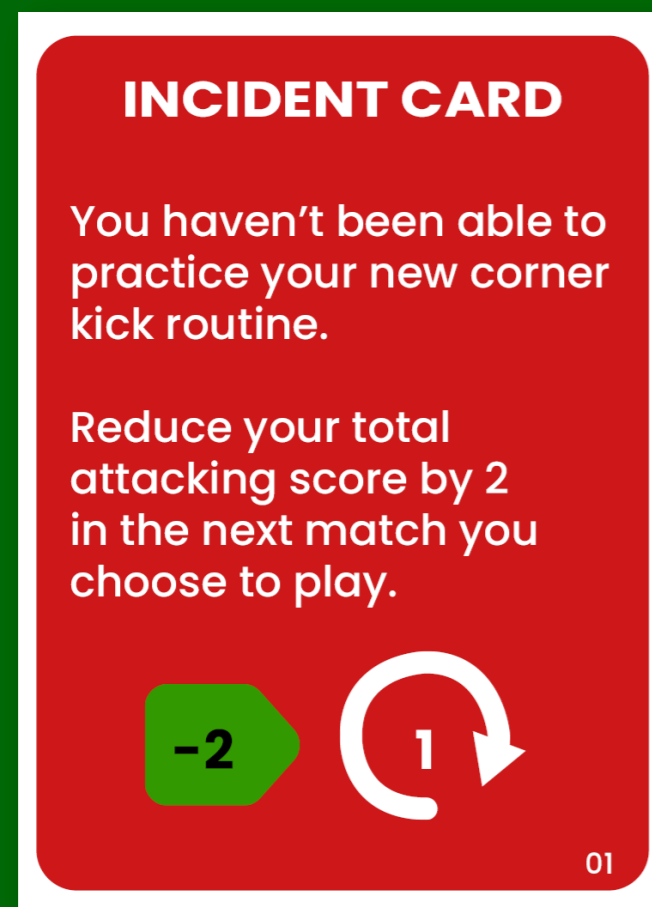 INCIDENT CARD
You haven’t been able to
practice your new corner
kick routine.
Reduce your total
attacking score by 2
in the next match you
choose to play.
-2
1
01